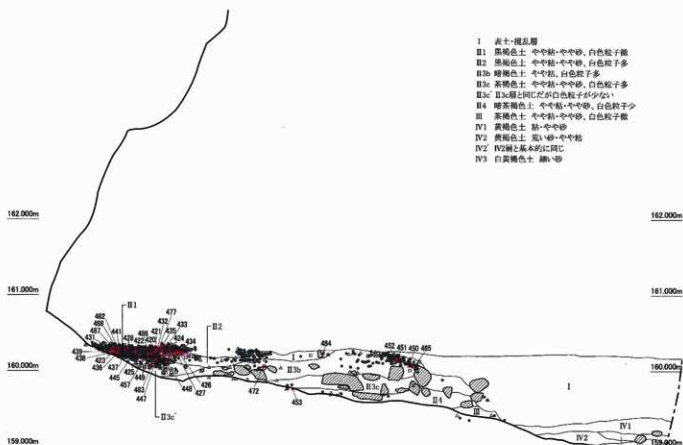 I 表土・撹乱層
II1 黒褐色土 やや粘・やや砂、白色粒子微
II2 黒褐色土 やや粘・やや砂、白色粒子多
II3b 暗褐色土 やや粘、白色粒子多
II3c 茶褐色土 やや粘・やや砂、白色粒子多
II3c' II3c層と同じだが白色粒子が少ない
II4 暗茶褐色土 やや粘・やや砂、白色粒子少
III 茶褐色土 やや粘・やや砂、白色粒子微
IV1 黄褐色土 粘・やや砂
IV2 黄褐色土 荒い砂・やや粘
IV2' IV2層と基本的に同じ
IV3 白黄褐色土 細い砂
162.000m 162.000m
161.000m 161.000m
482 II1 477
488 441 486 432 433
487 428 421 435
431 422 420 424 434 II2 484 452 451 450 485
439
438 160.000m 160.000m
423 425 426 II3b
436 437 448 II3c I
445 449 427 472 II4
457 483 453 III
447 IV1
II3c' IV2
159.000m 159.000m